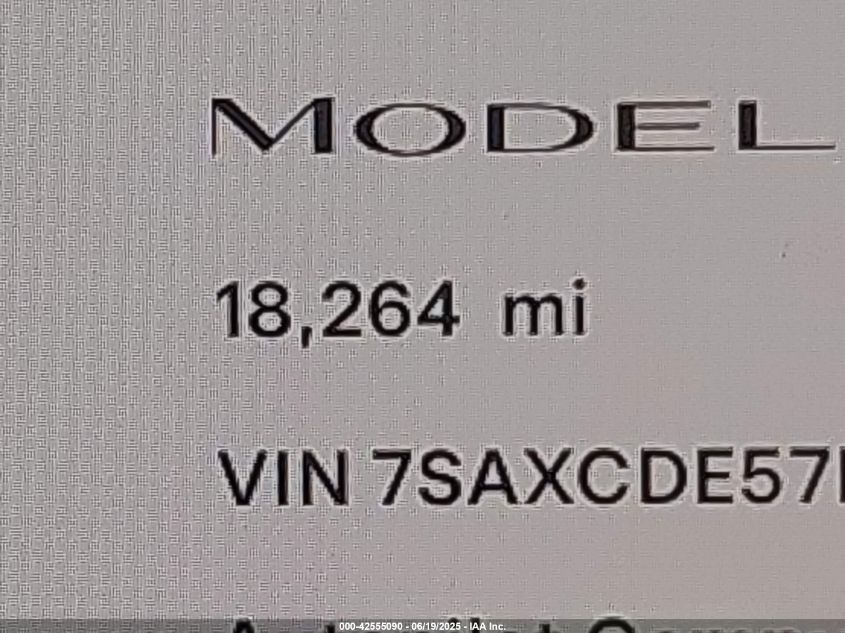 MODEL
18,264 mi
VIN 7SAXCDE57
000-42555090 - 06/19/2025 - IAA Inc.